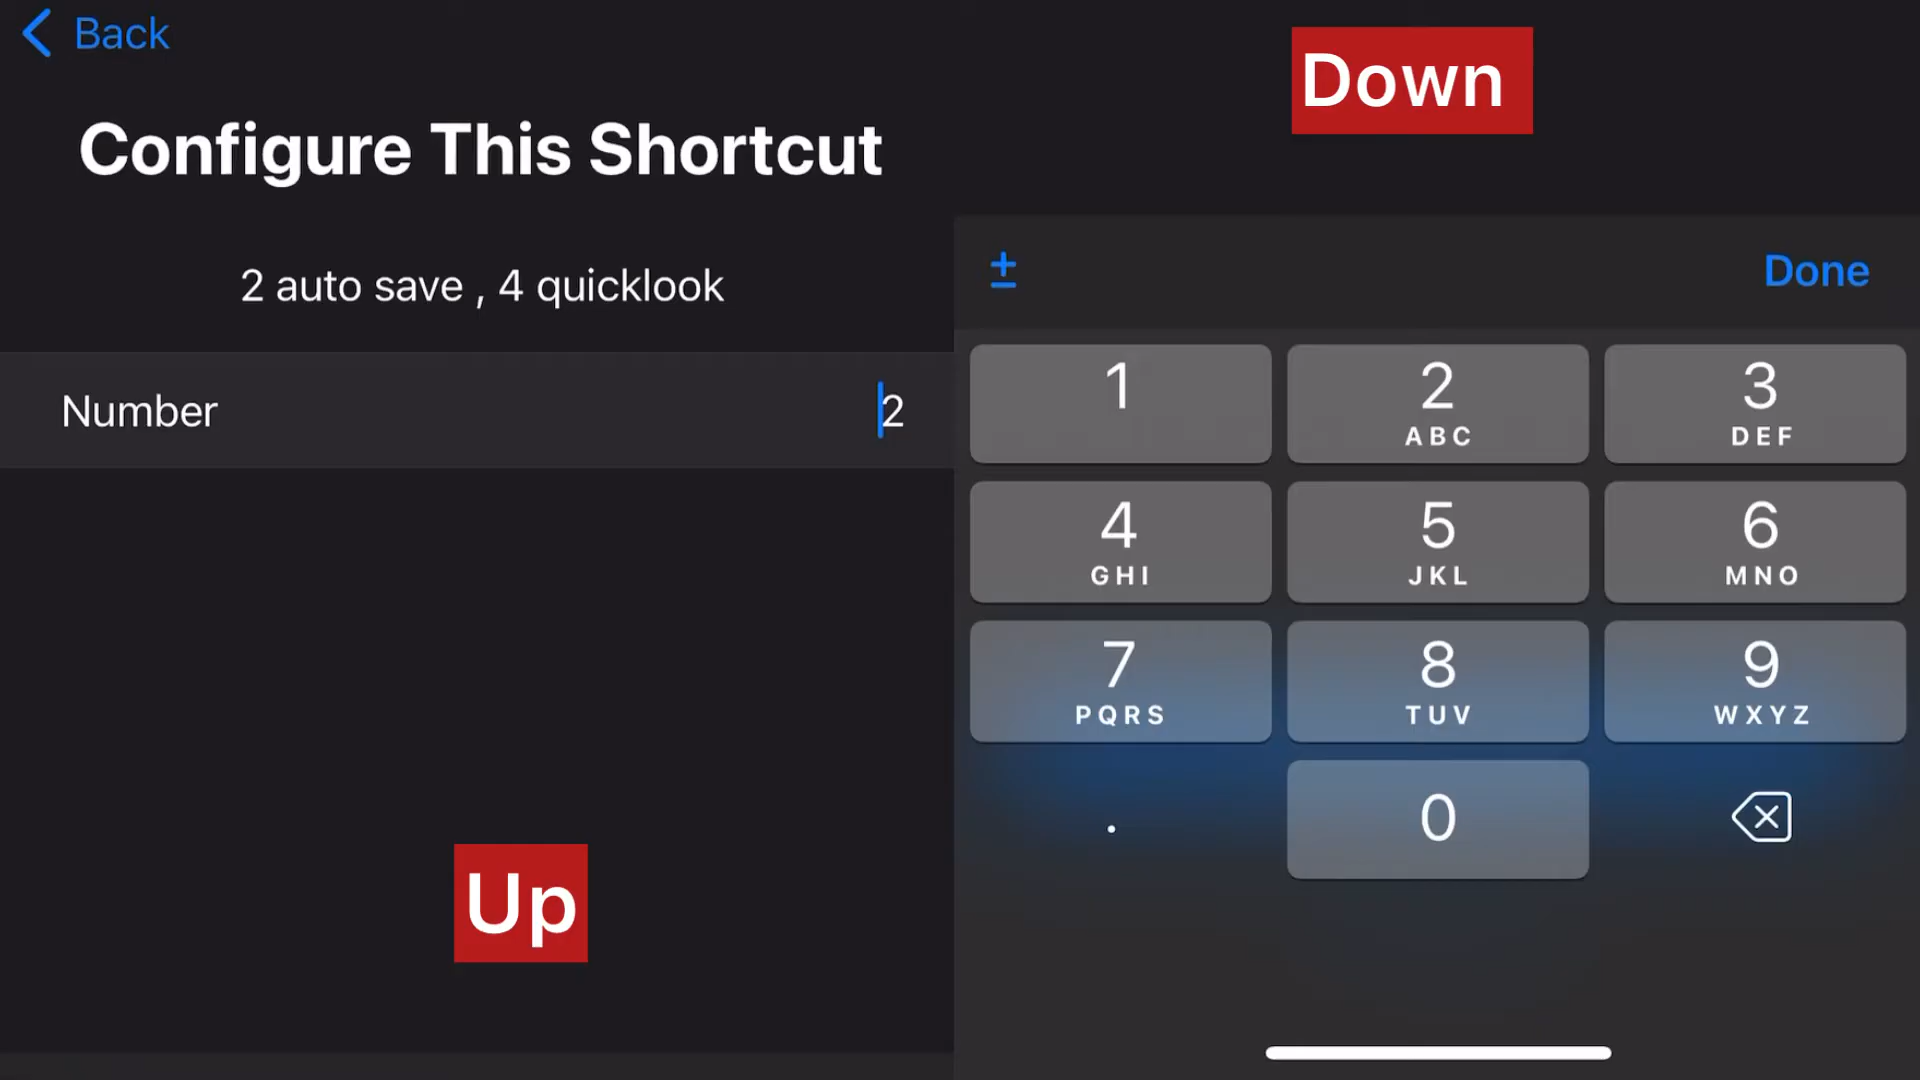 Back
Configure This Shortcut
2 auto save , 4 quicklook
Number 2
Up
Down
± Done
1 2 3
ABC DEF
4 5 6
GHI JKL MNO
7 8 9
PQRS TUV WXYZ
. 0